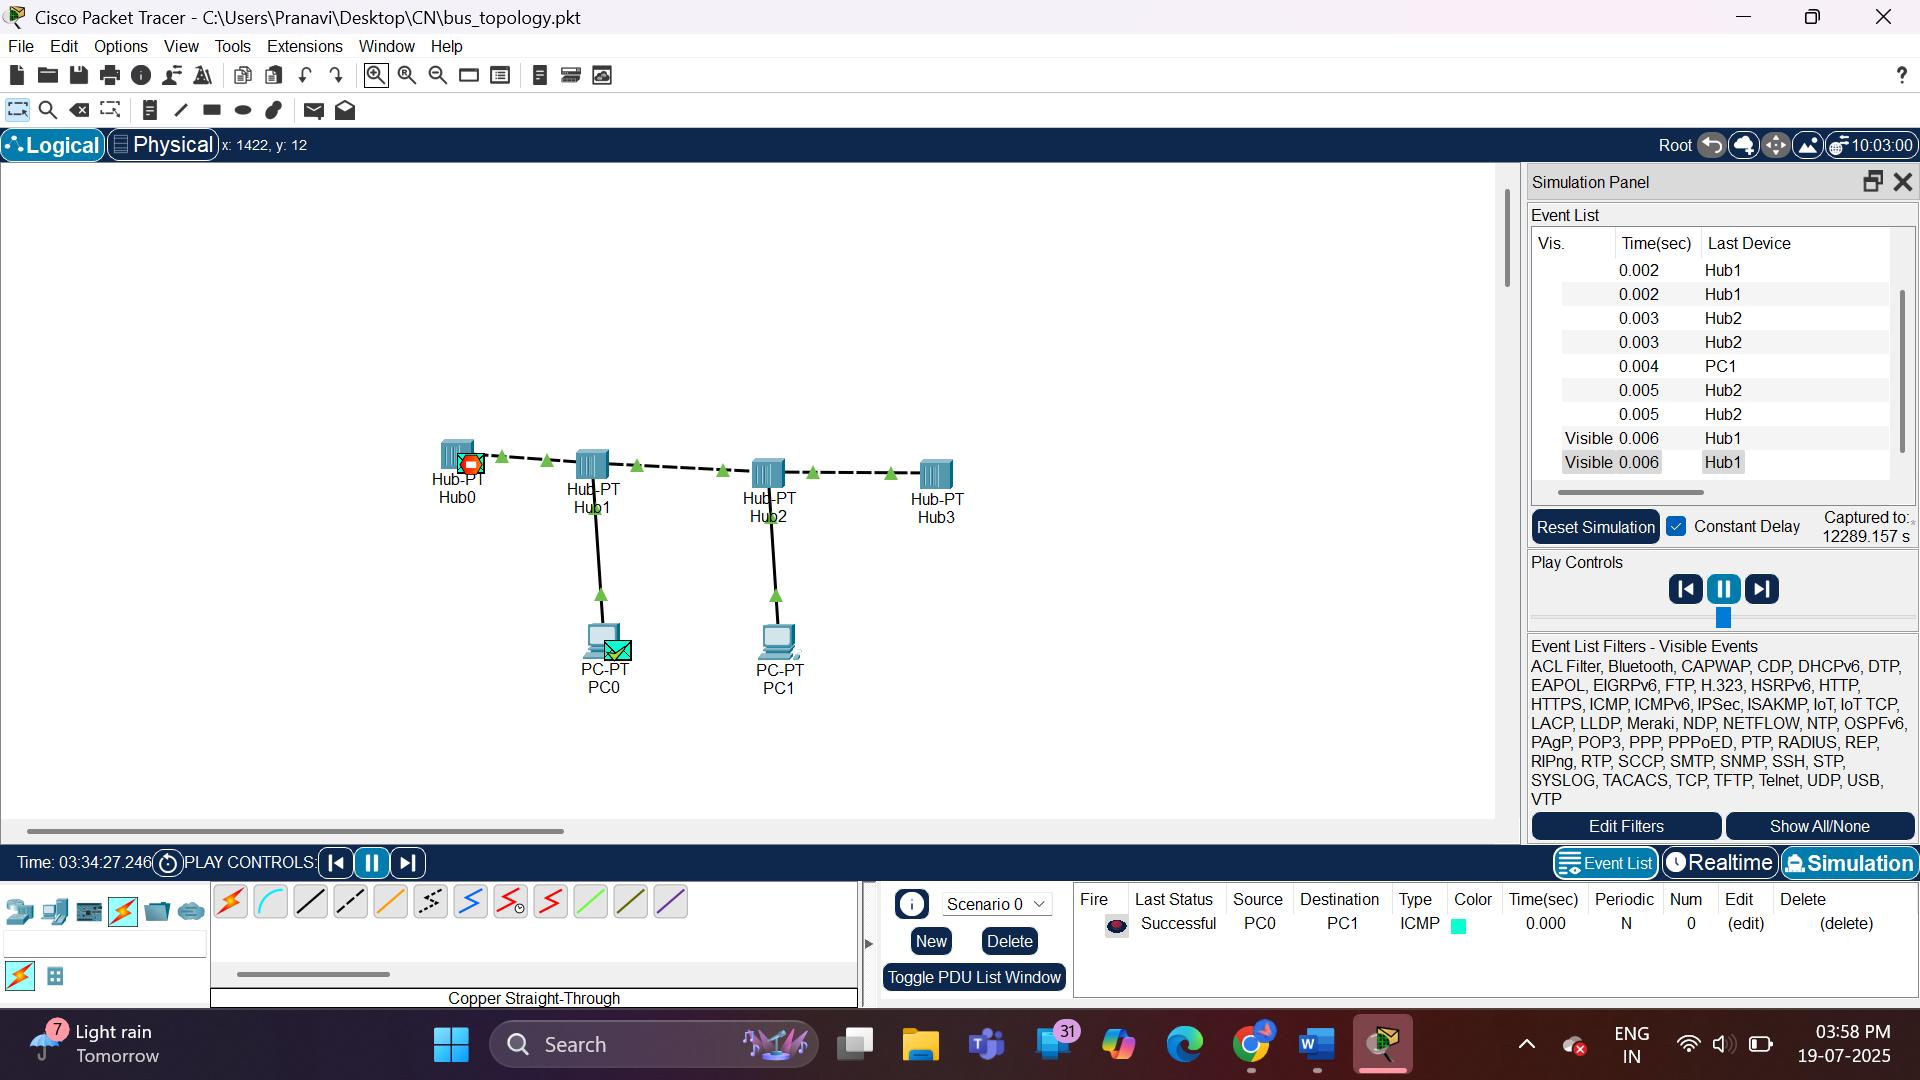 Cisco Packet Tracer - C:\Users\Pranavi\Desktop\CN\bus_topology.pkt
File Edit Options View Tools Extensions Window Help
?
Logical Physical x: 1422, y: 12 Root 10:03:00
Simulation Panel
Event List
Vis. Time(sec) Last Device
0.002 Hub1
0.002 Hub1
0.003 Hub2
0.003 Hub2
0.004 PC1
0.005 Hub2
0.005 Hub2
Visible 0.006 Hub1
Visible 0.006 Hub1
Reset Simulation Constant Delay Captured to:
12289.157 s
Play Controls
Event List Filters - Visible Events
ACL Filter, Bluetooth, CAPWAP, CDP, DHCPv6, DTP,
EAPOL, EIGRPv6, FTP, H.323, HSRPv6, HTTP,
HTTPS, ICMP, ICMPv6, IPSec, ISAKMP, IoT, IoT TCP,
LACP, LLDP, Meraki, NDP, NETFLOW, NTP, OSPFv6,
PAgP, POP3, PPP, PPPoED, PTP, RADIUS, REP,
RIPng, RTP, SCCP, SMTP, SNMP, SSH, STP,
SYSLOG, TACACS, TCP, TFTP, Telnet, UDP, USB,
VTP
Edit Filters Show All/None
Hub-PT
Hub0
Hub-PT
Hub1
Hub-PT
Hub2
Hub-PT
Hub3
PC-PT
PC0
PC-PT
PC1
Time: 03:34:27.246 PLAY CONTROLS: Event List Realtime Simulation
Copper Straight-Through
Scenario 0
New Delete
Toggle PDU List Window
Fire Last Status Source Destination Type Color Time(sec) Periodic Num Edit Delete
Successful PC0 PC1 ICMP 0.000 N 0 (edit) (delete)
7 Light rain
Tomorrow
Search
31
ENG
IN
03:58 PM
19-07-2025